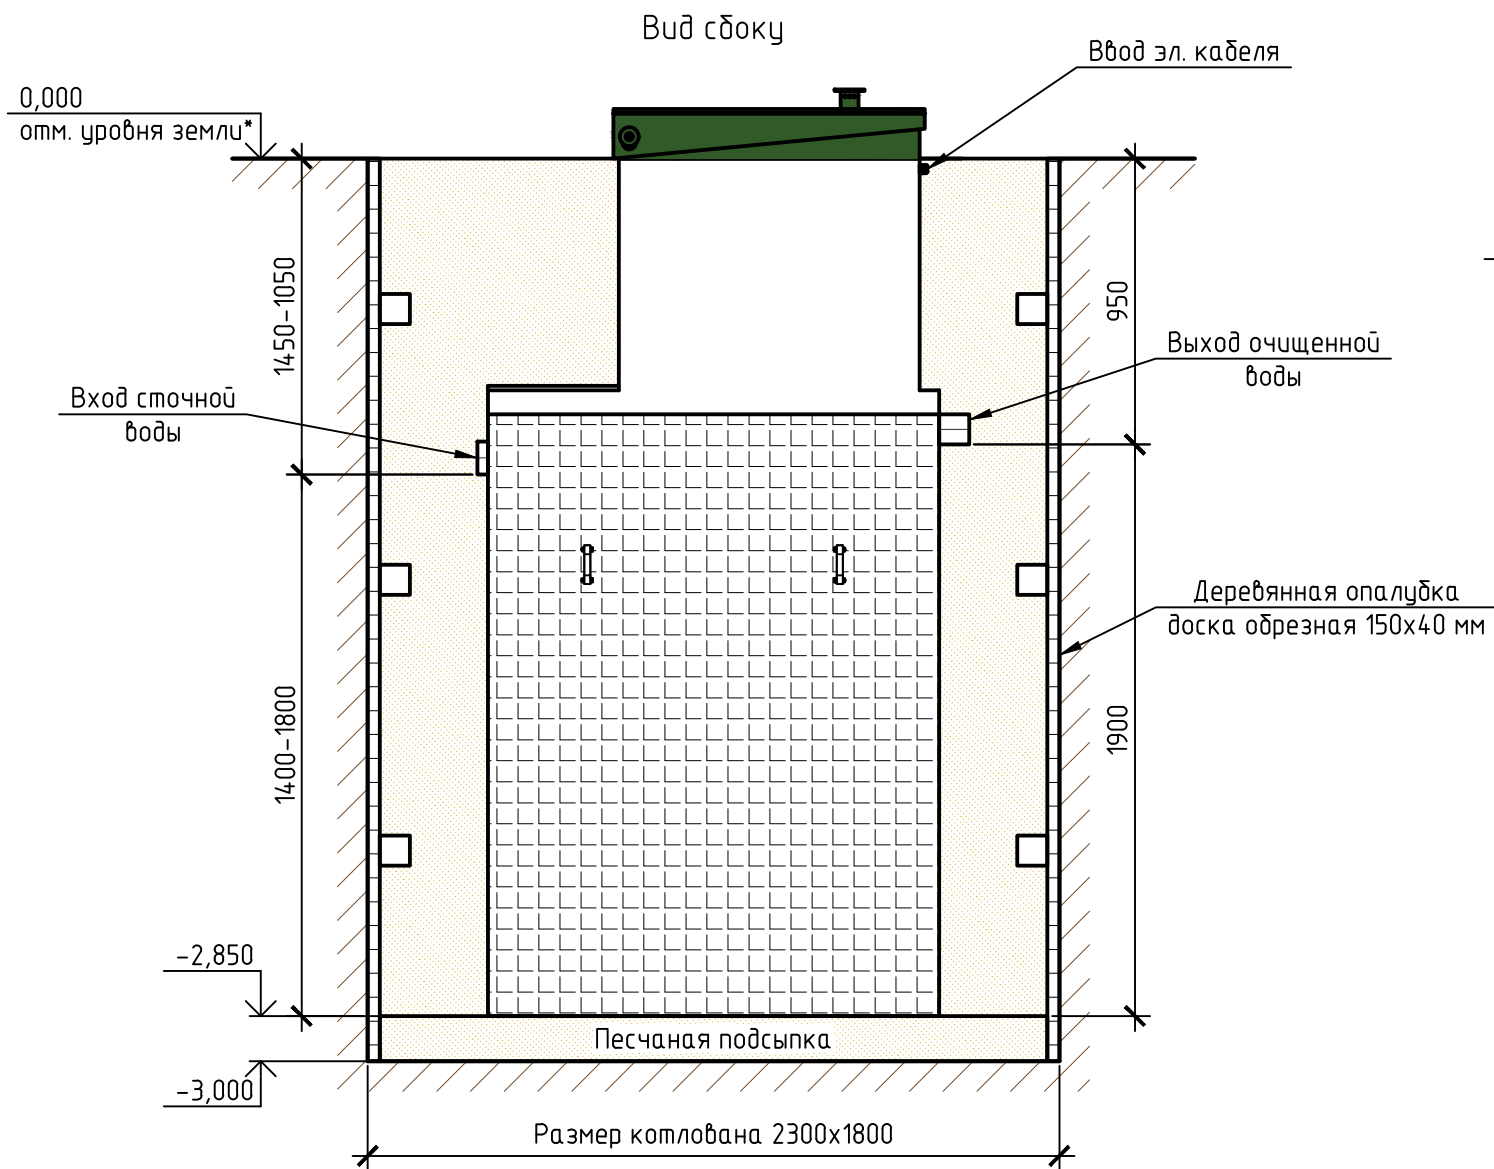 Вид сбоку
Ввод эл. кабеля
0,000
отм. уровня земли*
1450-1050
950
Выход очищенной
воды
Вход сточной
воды
Деревянная опалубка
доска обрезная 150х40 мм
1400-1800
1900
-2,850
Песчаная подсыпка
-3,000
Размер котлована 2300х1800